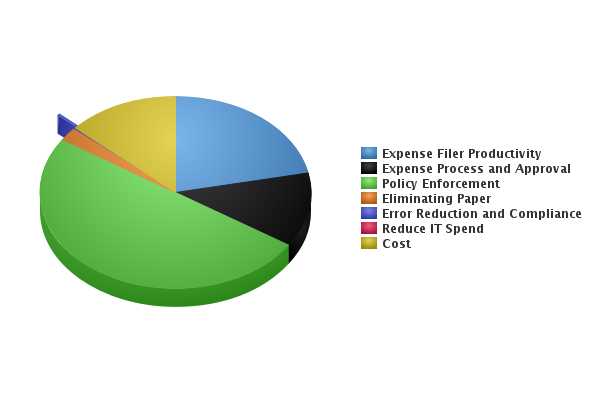 Expense Filer Productivity
Expense Process and Approval
Policy Enforcement
Eliminating Paper
Error Reduction and Compliance
Reduce IT Spend
Cost